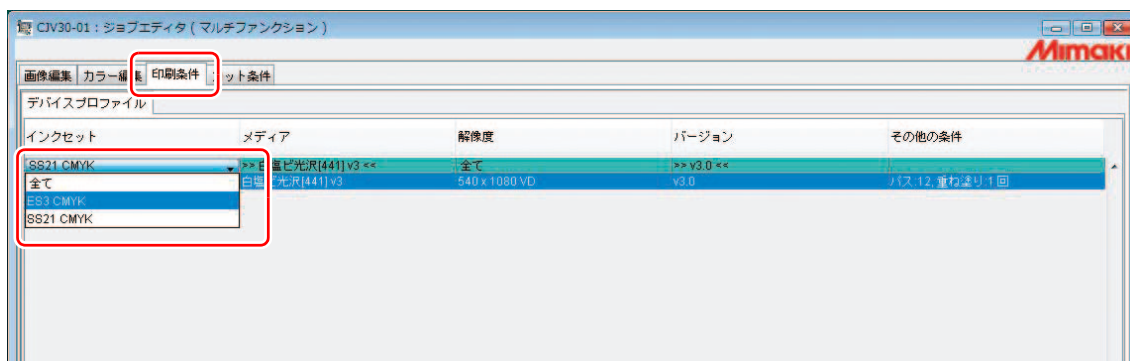 CJV30-01 : ジョブエディタ ( マルチファンクション )
Mimaki
画像編集 カラー編集 印刷条件 ット条件
デバイスプロファイル
インクセット メディア 解像度 バージョン その他の条件
SS21 CMYK >> 白塩ビ光沢[441] v3 << 全て >> v3.0 <<
全て 白塩ビ光沢[441] v3 540 x 1080 VD v3.0 パス:12, 重ね塗り:1 回
ES3 CMYK
SS21 CMYK